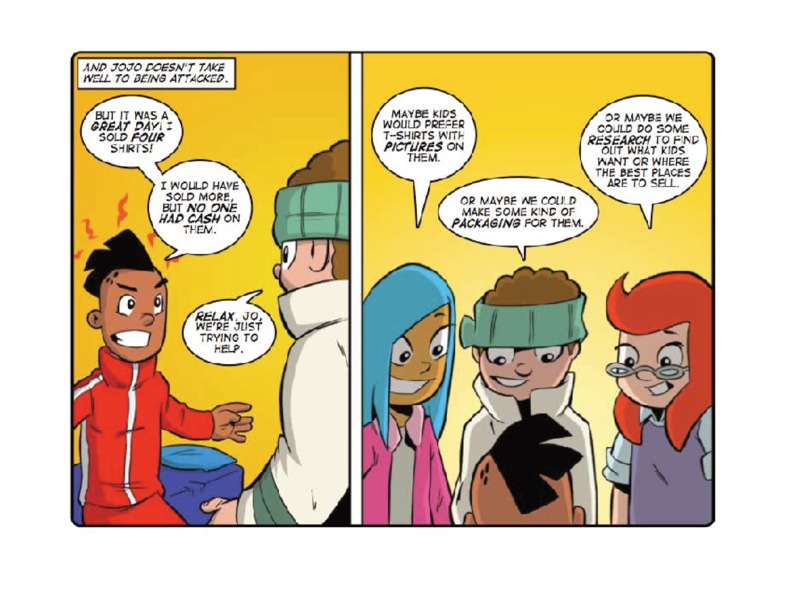 AND JOJO DOESN'T TAKE
WELL TO BEING ATTACKED.
BUT IT WAS A
GREAT DAY! I
SOLD FOUR
SHIRTS!
I WOULD HAVE
SOLD MORE,
BUT NO ONE
HAD CASH ON
THEM.
RELAX, JO,
WE'RE JUST
TRYING TO
HELP.
MAYBE KIDS
WOULD PREFER
T-SHIRTS WITH
PICTURES ON
THEM.
OR MAYBE WE COULD
MAKE SOME KIND OF
PACKAGING FOR THEM.
OR MAYBE WE
COULD DO SOME
RESEARCH TO FIND
OUT WHAT KIDS
WANT OR WHERE
THE BEST PLACES
ARE TO SELL.